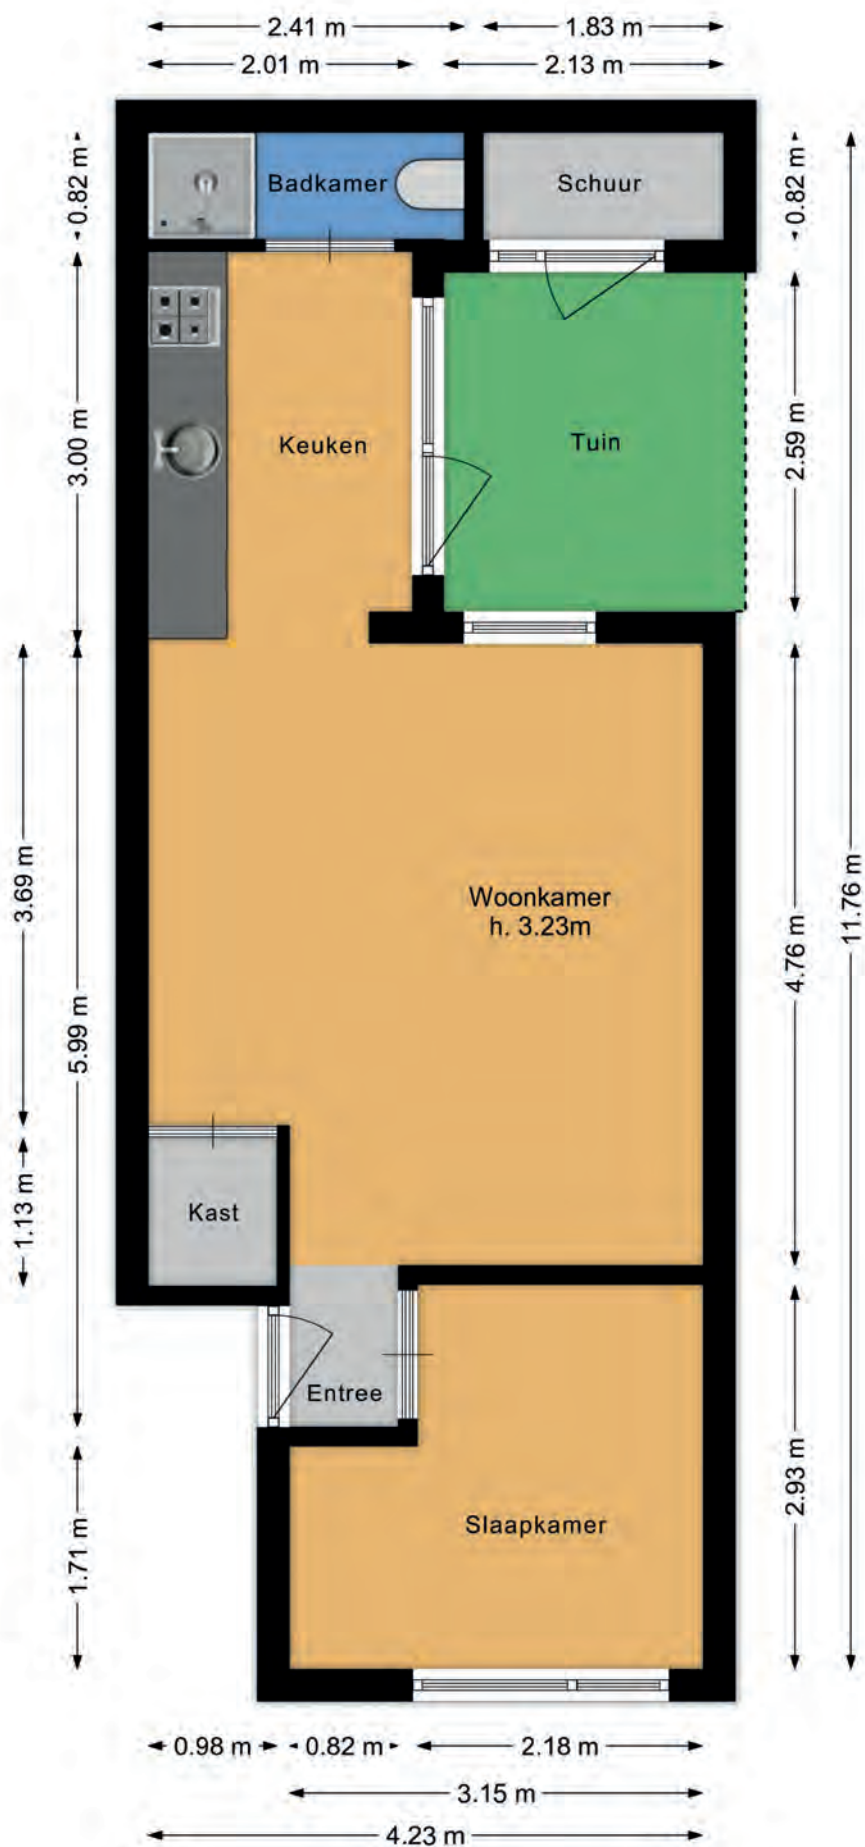 2.41 m
1.83 m
2.01 m
2.13 m
0.82 m
Badkamer
Schuur
0.82 m
3.00 m
Keuken
Tuin
2.59 m
3.69 m
5.99 m
Woonkamer
h. 3.23m
4.76 m
11.76 m
1.13 m
Kast
Entree
1.71 m
Slaapkamer
2.93 m
0.98 m
0.82 m
2.18 m
3.15 m
4.23 m